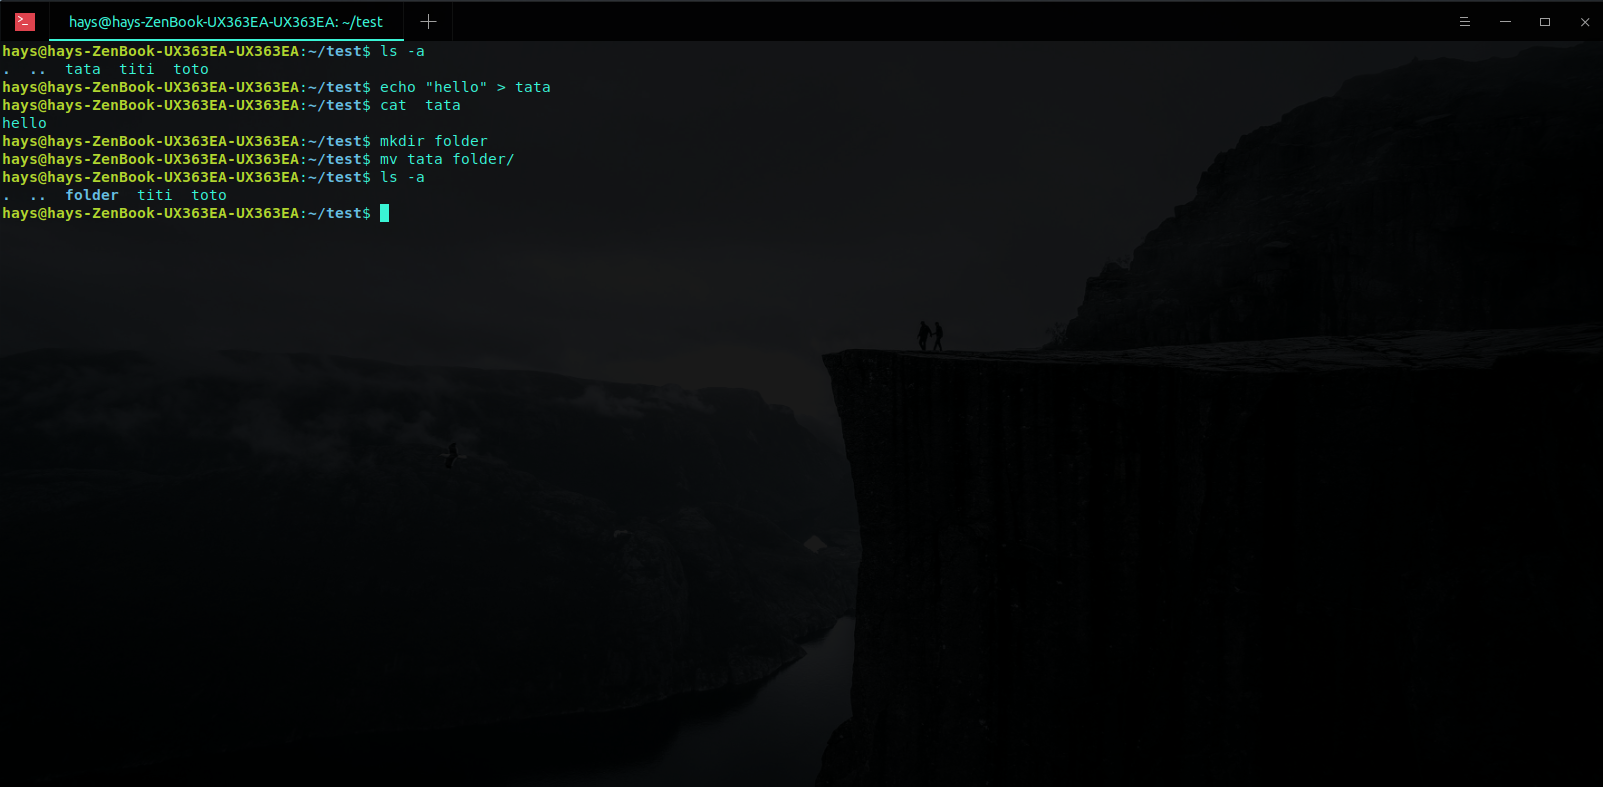 hays@hays-ZenBook-UX363EA-UX363EA: ~/test
hays@hays-ZenBook-UX363EA-UX363EA:~/test$ ls -a
.  ..  tata  titi  toto
hays@hays-ZenBook-UX363EA-UX363EA:~/test$ echo "hello" > tata
hays@hays-ZenBook-UX363EA-UX363EA:~/test$ cat  tata
hello
hays@hays-ZenBook-UX363EA-UX363EA:~/test$ mkdir folder
hays@hays-ZenBook-UX363EA-UX363EA:~/test$ mv tata folder/
hays@hays-ZenBook-UX363EA-UX363EA:~/test$ ls -a
.  ..  folder  titi  toto
hays@hays-ZenBook-UX363EA-UX363EA:~/test$